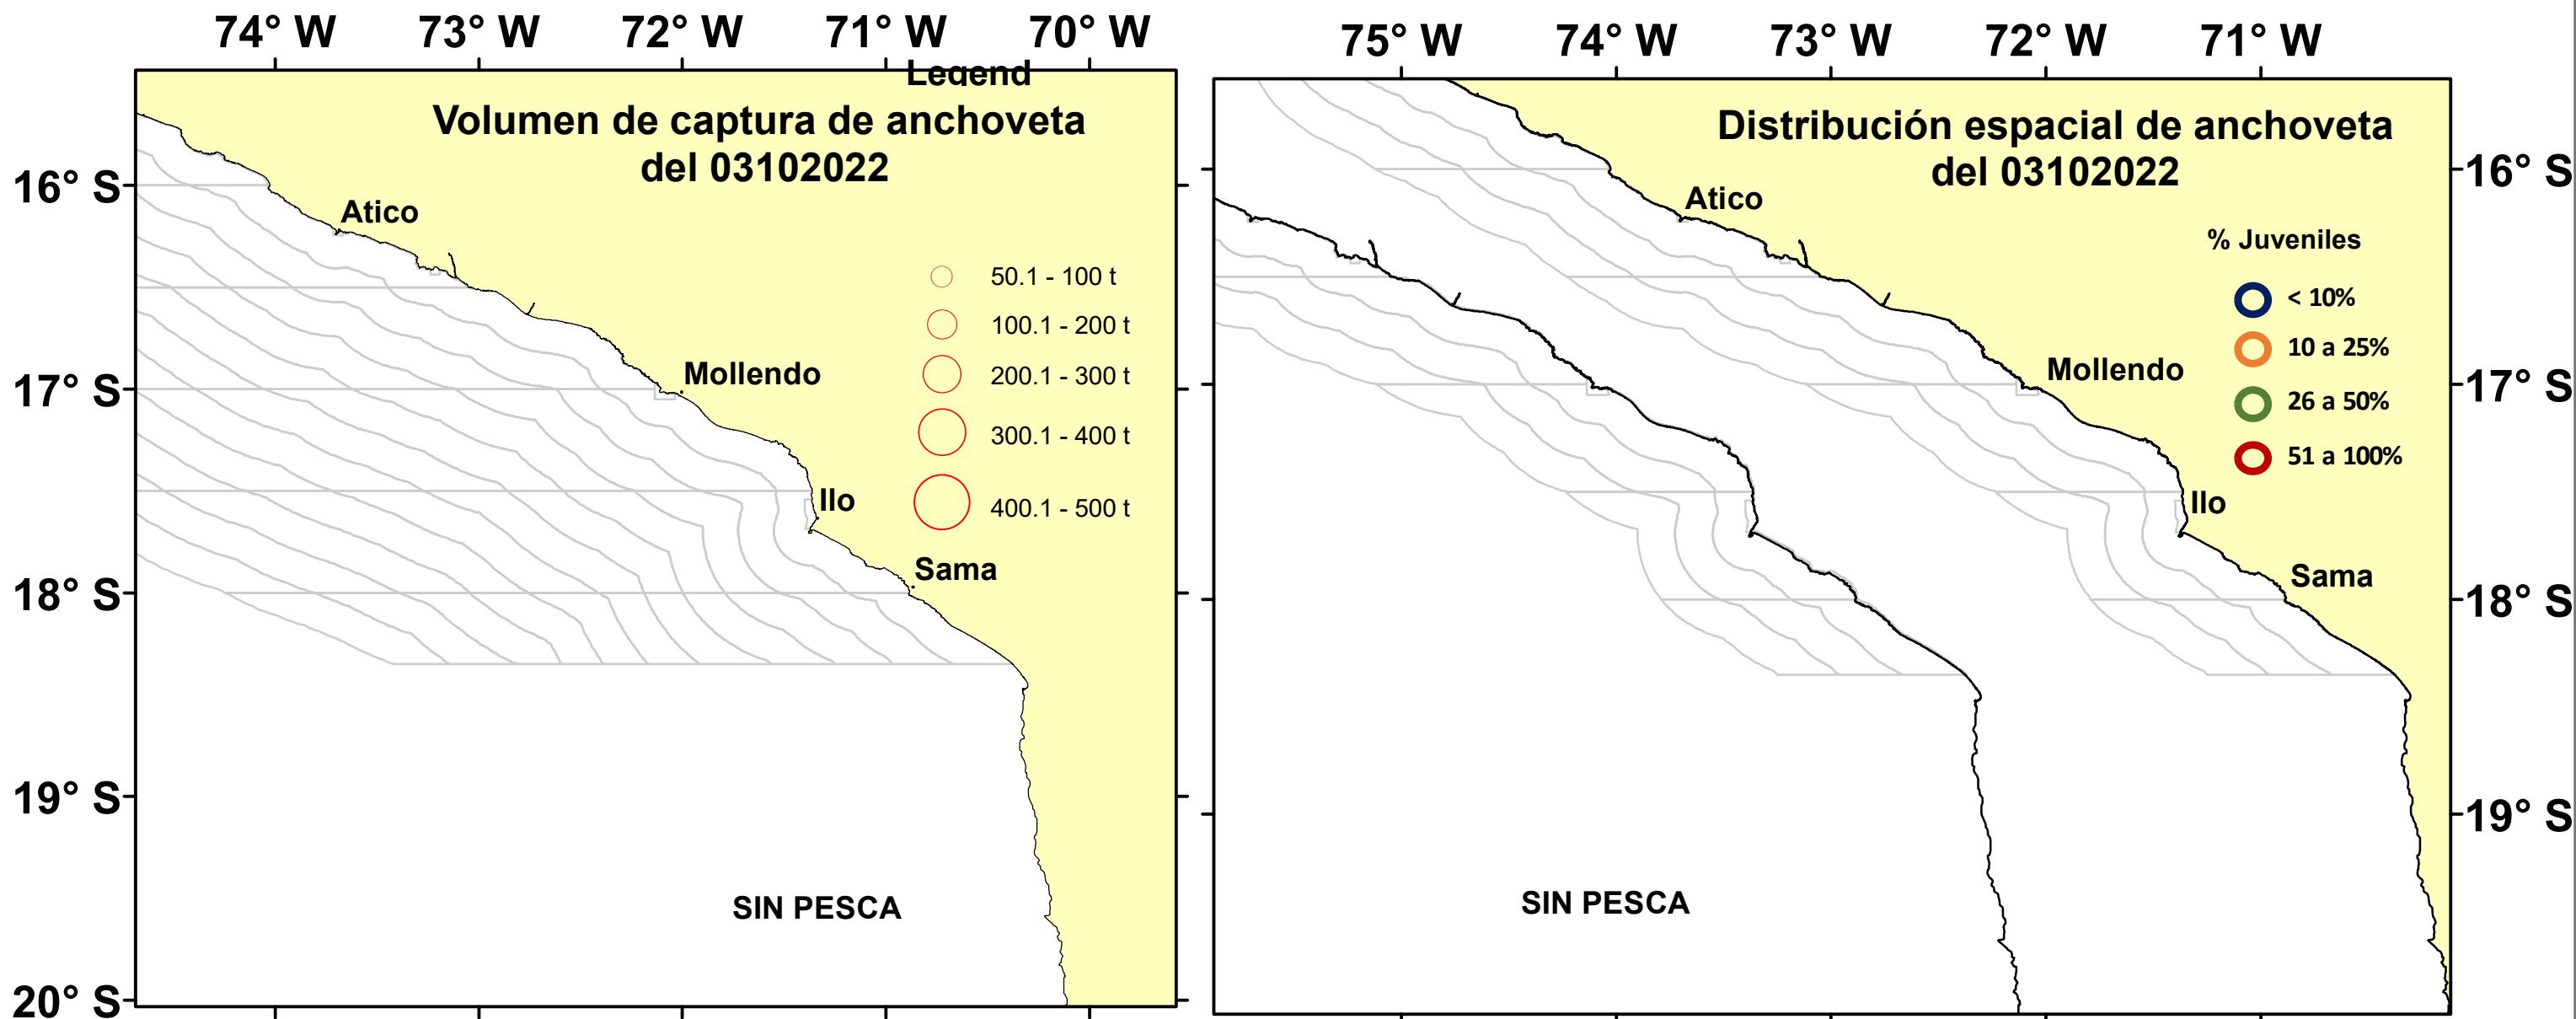 74° W 73° W 72° W 71° W 70° W
Legend
Volumen de captura de anchoveta
del 03102022
16° S
Atico
50.1 - 100 t
100.1 - 200 t
200.1 - 300 t
300.1 - 400 t
400.1 - 500 t
Mollendo
17° S
Ilo
Sama
18° S
19° S
SIN PESCA
20° S
75° W 74° W 73° W 72° W 71° W
Distribución espacial de anchoveta
del 03102022
16° S
Atico
% Juveniles
< 10%
10 a 25%
26 a 50%
51 a 100%
Mollendo
17° S
Ilo
Sama
18° S
19° S
SIN PESCA